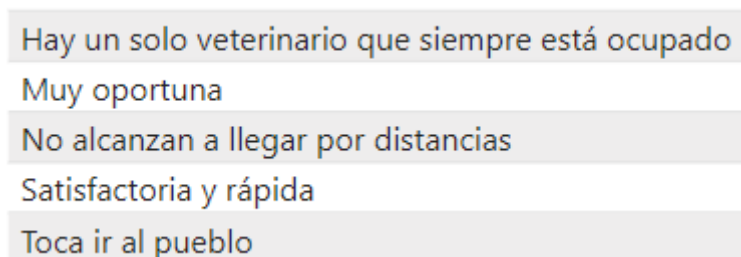 Hay un solo veterinario que siempre está ocupado
Muy oportuna
No alcanzan a llegar por distancias
Satisfactoria y rápida
Toca ir al pueblo